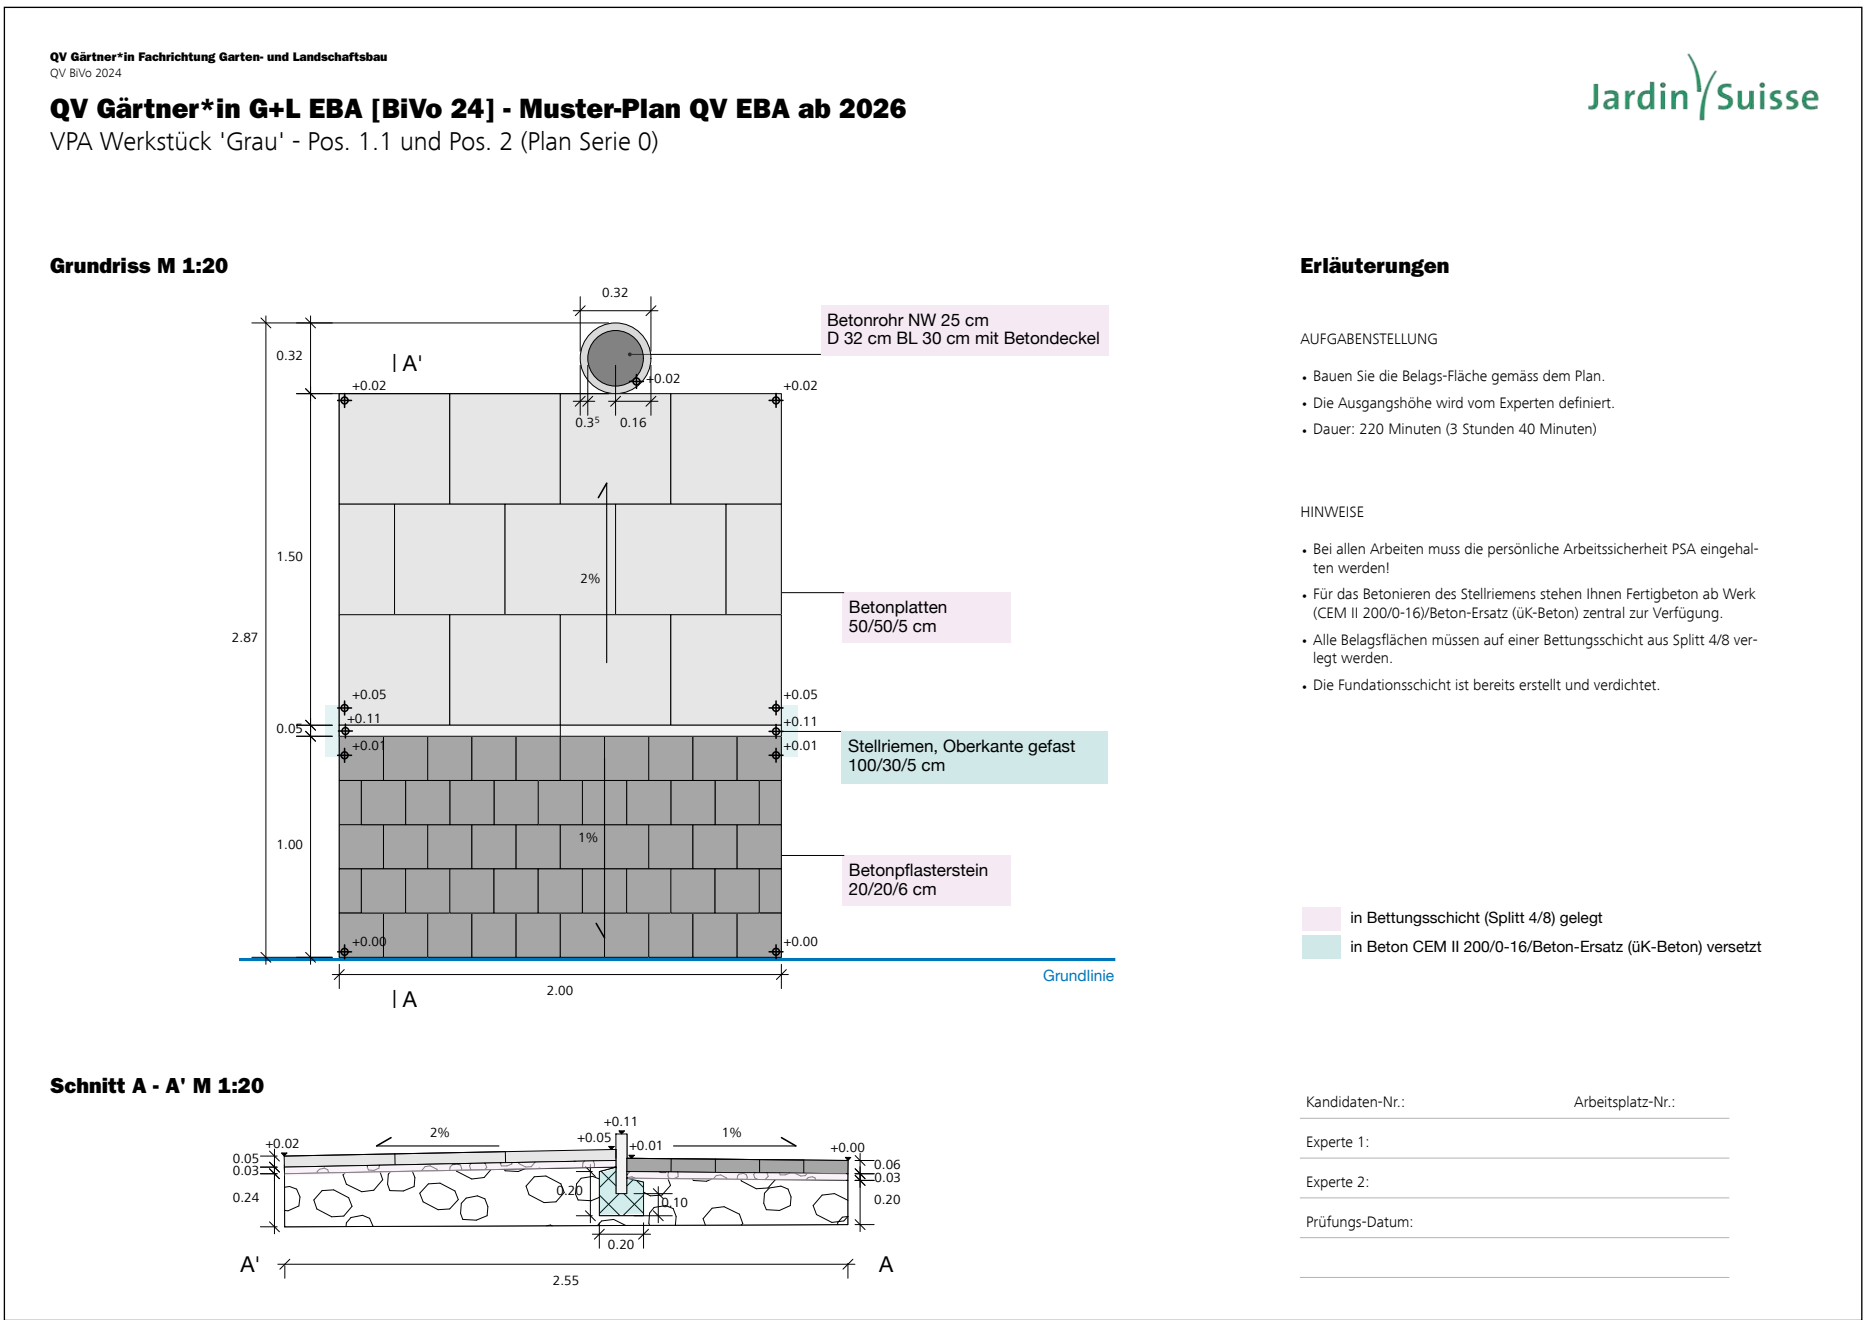 QV Gärtner*in Fachrichtung Garten- und Landschaftsbau
QV BiVo 2024
QV Gärtner*in G+L EBA [BiVo 24] - Muster-Plan QV EBA ab 2026
VPA Werkstück 'Grau' - Pos. 1.1 und Pos. 2 (Plan Serie 0)
Jardin Suisse
Grundriss M 1:20
0.32
Betonrohr NW 25 cm
D 32 cm BL 30 cm mit Betondeckel
0.32
A'
+0.02
+0.02
+0.02
0.3⁵
0.16
1.50
2%
Betonplatten
50/50/5 cm
2.87
+0.05
+0.05
+0.11
+0.11
0.05
+0.01
+0.01
Stellriemen, Oberkante gefast
100/30/5 cm
1.00
1%
Betonpflasterstein
20/20/6 cm
+0.00
+0.00
Grundlinie
2.00
A
Erläuterungen
AUFGABENSTELLUNG
• Bauen Sie die Belags-Fläche gemäss dem Plan.
• Die Ausgangshöhe wird vom Experten definiert.
• Dauer: 220 Minuten (3 Stunden 40 Minuten)
HINWEISE
• Bei allen Arbeiten muss die persönliche Arbeitssicherheit PSA eingehal-
ten werden!
• Für das Betonieren des Stellriemens stehen Ihnen Fertigbeton ab Werk
(CEM II 200/0-16)/Beton-Ersatz (üK-Beton) zentral zur Verfügung.
• Alle Belagsflächen müssen auf einer Bettungsschicht aus Splitt 4/8 ver-
legt werden.
• Die Fundationsschicht ist bereits erstellt und verdichtet.
in Bettungsschicht (Splitt 4/8) gelegt
in Beton CEM II 200/0-16/Beton-Ersatz (üK-Beton) versetzt
Schnitt A - A' M 1:20
+0.11
2%
1%
+0.02
+0.05
+0.01
+0.00
0.05
0.03
0.24
0.06
0.03
0.20
0.20
0.10
0.20
A'
A
2.55
Kandidaten-Nr.:
Arbeitsplatz-Nr.:
Experte 1:
Experte 2:
Prüfungs-Datum: